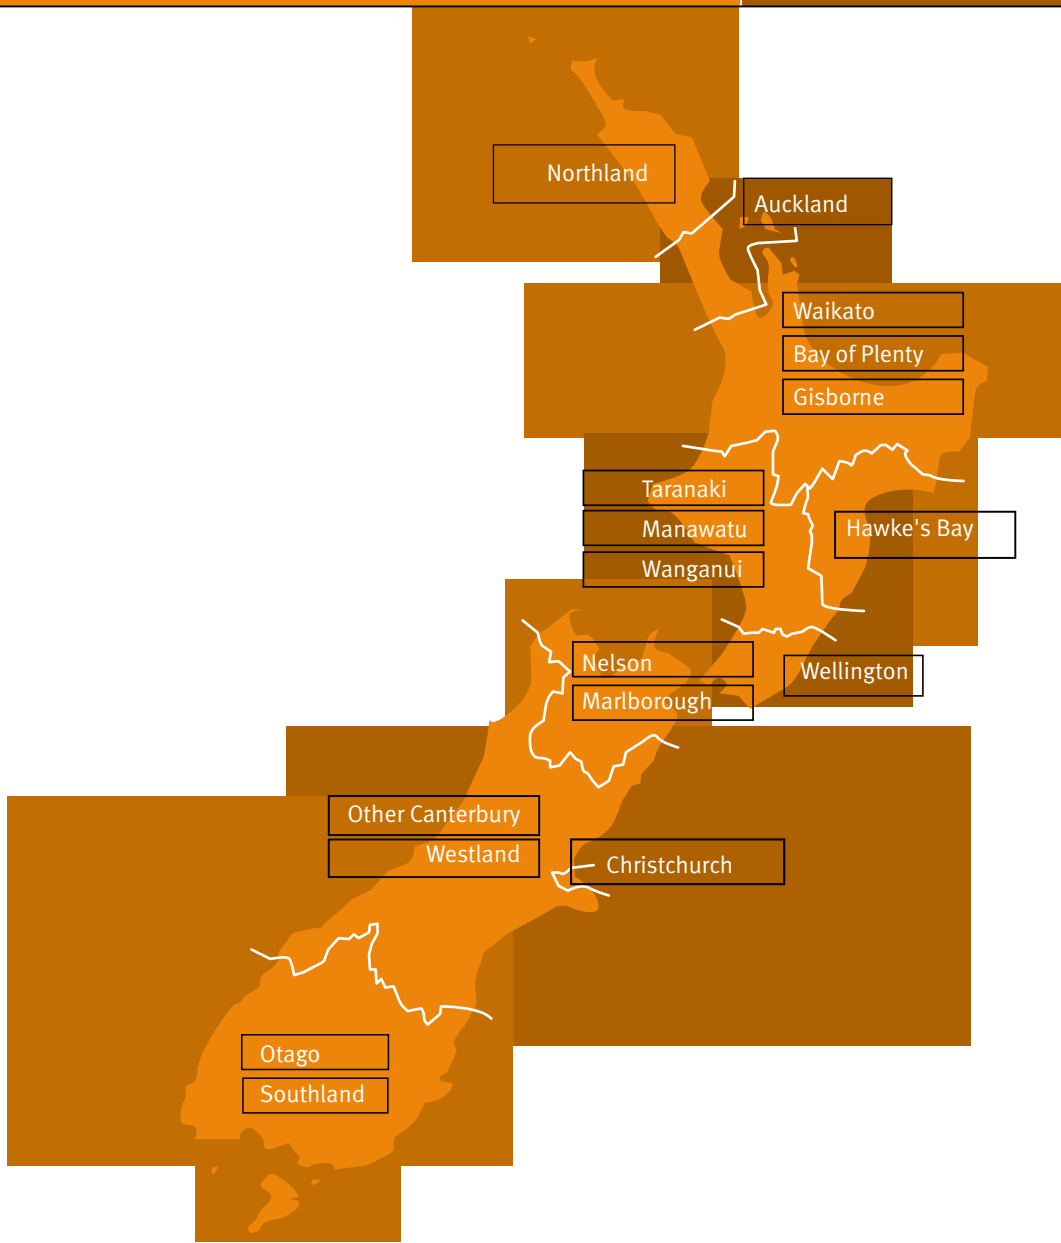 Northland
Auckland
Waikato
Bay of Plenty
Gisborne
Taranaki
Manawatu
Wanganui
Hawke's Bay
Nelson
Marlborough
Wellington
Other Canterbury
Westland
Christchurch
Otago
Southland